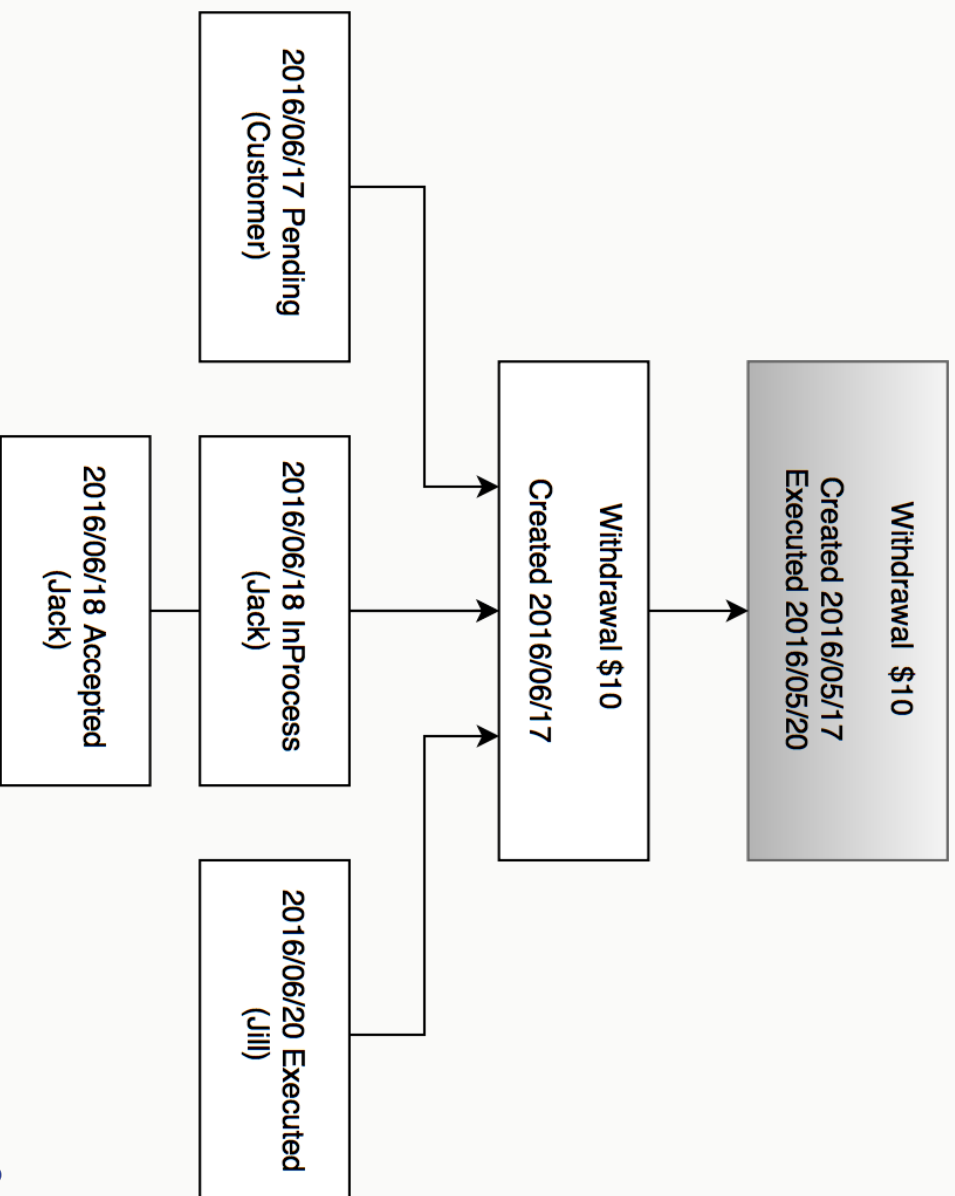 Withdrawal  $10
Created 2016/05/17
Executed 2016/05/20
Withdrawal $10
Created 2016/06/17
2016/06/17 Pending
(Customer)
2016/06/18 InProcess
(Jack)
2016/06/20 Executed
(Jill)
2016/06/18 Accepted
(Jack)